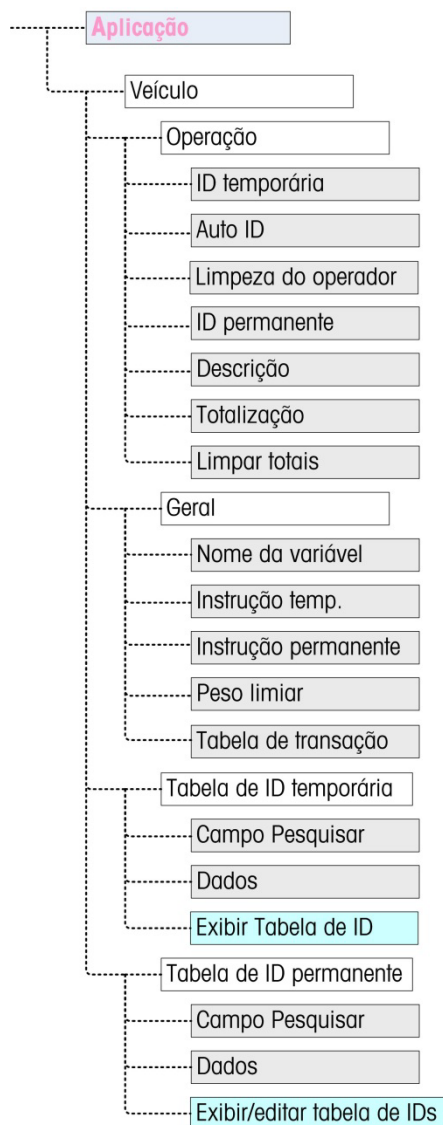 Aplicação
Veículo
Operação
ID temporária
Auto ID
Limpeza do operador
ID permanente
Descrição
Totalização
Limpar totais
Geral
Nome da variável
Instrução temp.
Instrução permanente
Peso limiar
Tabela de transação
Tabela de ID temporária
Campo Pesquisar
Dados
Exibir Tabela de ID
Tabela de ID permanente
Campo Pesquisar
Dados
Exibir/editar tabela de IDs